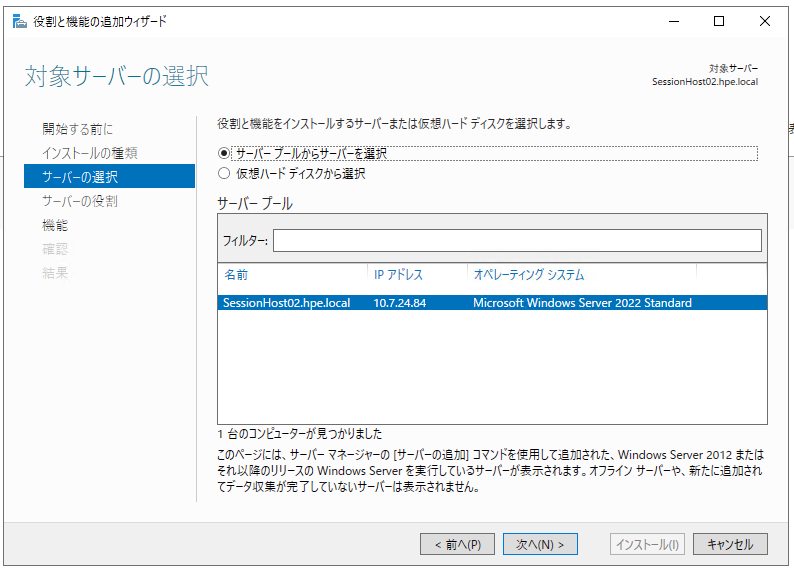 役割と機能の追加ウィザード
対象サーバーの選択
対象サーバー
SessionHost02.hpe.local
開始する前に
インストールの種類
サーバーの選択
サーバーの役割
機能
確認
結果
役割と機能をインストールするサーバーまたは仮想ハード ディスクを選択します。
サーバー プールからサーバーを選択
仮想ハード ディスクから選択
サーバー プール
フィルター:
名前 IP アドレス オペレーティング システム
SessionHost02.hpe.local 10.7.24.84 Microsoft Windows Server 2022 Standard
1 台のコンピューターが見つかりました
このページには、サーバー マネージャーの [サーバーの追加] コマンドを使用して追加された、Windows Server 2012 または
それ以降のリリースの Windows Server を実行しているサーバーが表示されます。オフライン サーバーや、新たに追加され
てデータ収集が完了していないサーバーは表示されません。
< 前へ(P) 次へ(N) > インストール(I) キャンセル